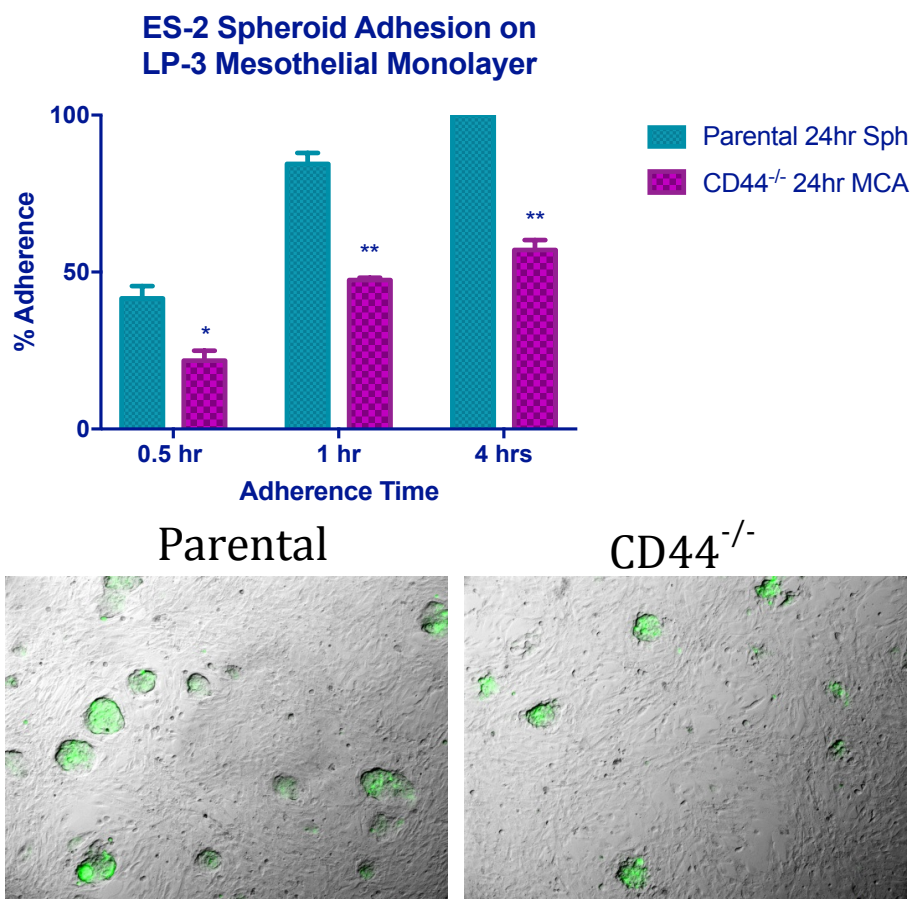 ES-2 Spheroid Adhesion on
LP-3 Mesothelial Monolayer
100
50
0
% Adherence
*
**
**
0.5 hr
1 hr
4 hrs
Adherence Time
Parental 24hr Sph
CD44-/- 24hr MCA
Parental
CD44-/-